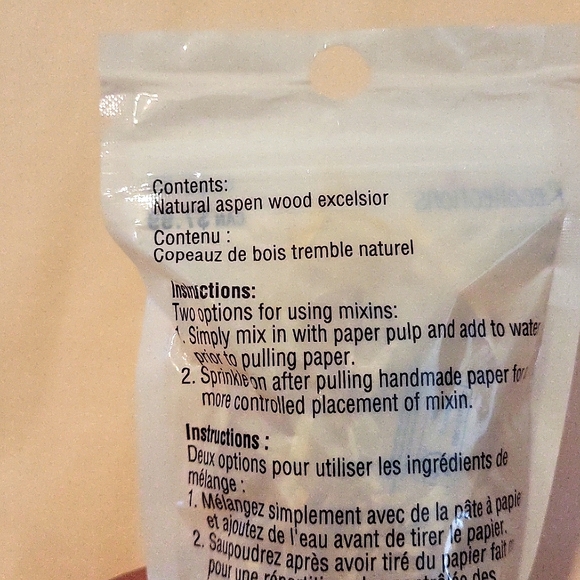 Contents:
Natural aspen wood excelsior
Contenu :
Copeauz de bois tremble naturel
Instructions:
Two options for using mixins:
1. Simply mix in with paper pulp and add to water
prior to pulling paper.
2. Sprinkle on after pulling handmade paper for
more controlled placement of mixin.
Instructions :
Deux options pour utiliser les ingrédients de
mélange :
1. Mélangez simplement avec de la pâte à papie
et ajoutez de l'eau avant de tirer le papier.
2. Saupoudrez après avoir tiré du papier fait
pour une des